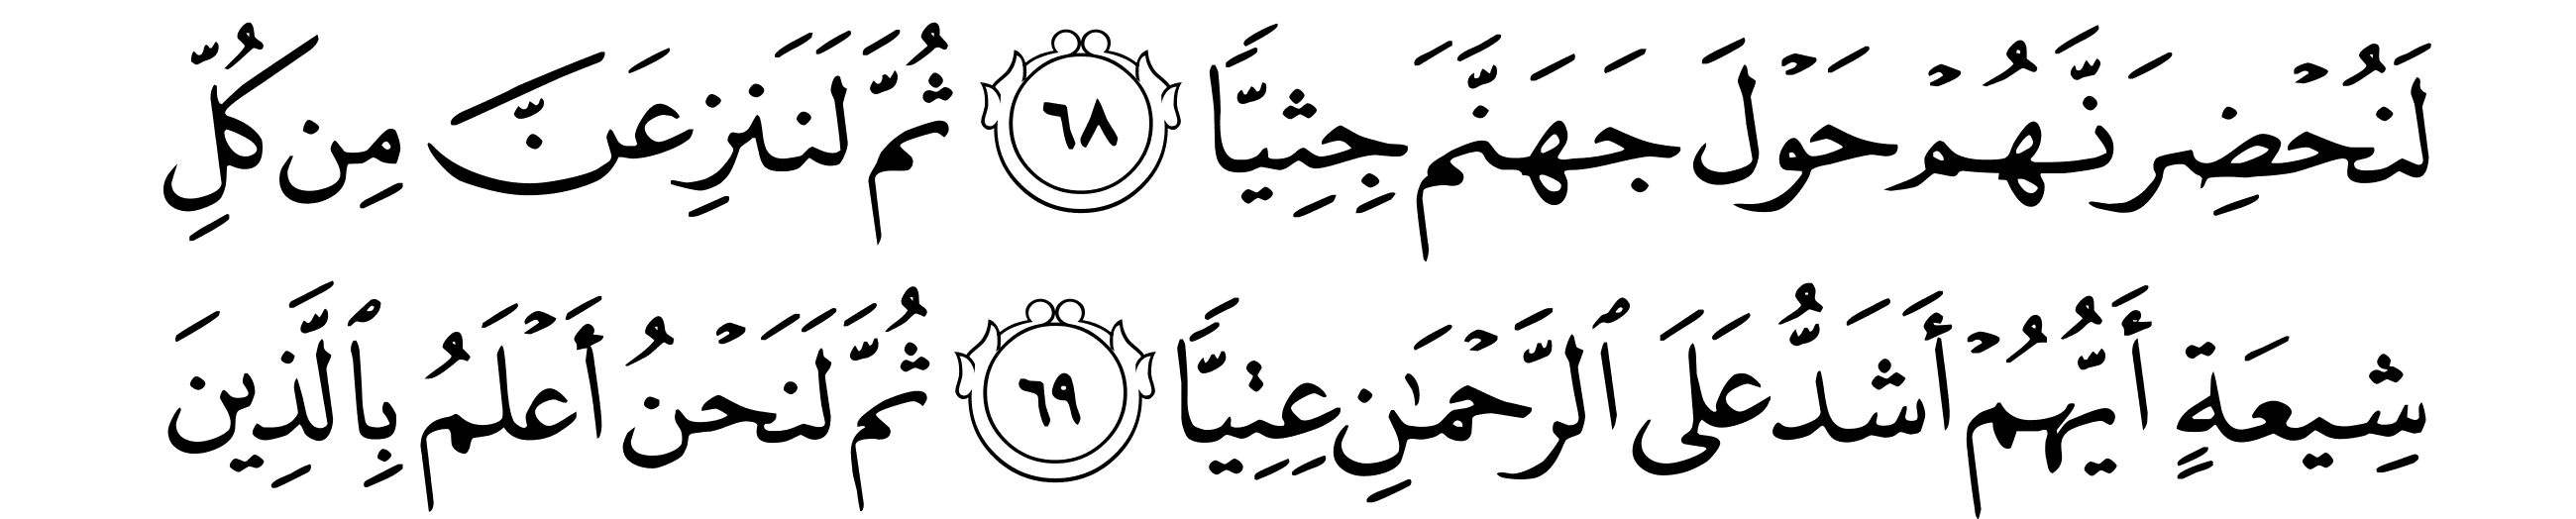 لَنُحْضِرَنَّهُمْ حَوْلَ جَهَنَّمَ جِثِيًّا ٦٨ ثُمَّ لَنَنزِعَنَّ مِن كُلِّ
شِيعَةٍ أَيُّهُمْ أَشَدُّ عَلَى ٱلرَّحْمَٰنِ عِتِيًّا ٦٩ ثُمَّ لَنَحْنُ أَعْلَمُ بِٱلَّذِينَ